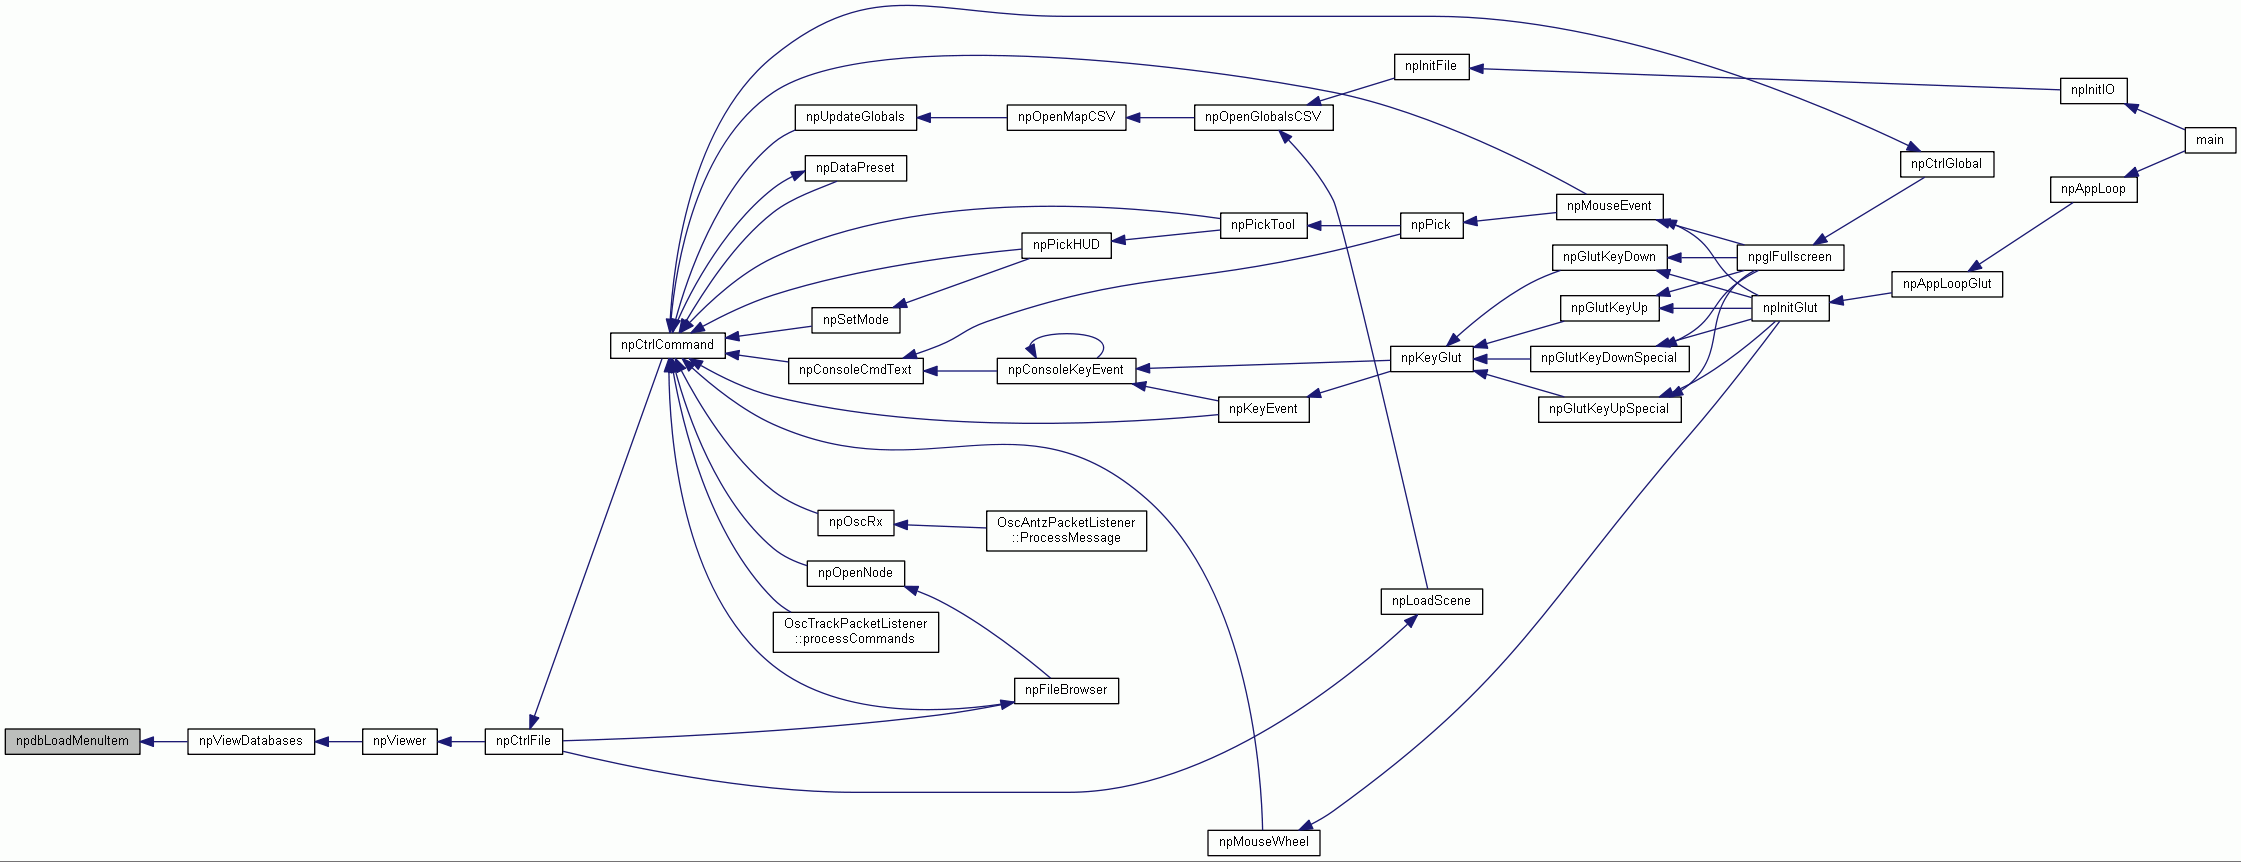 npInitFile
npInitIO
npUpdateGlobals
npOpenMapCSV
npOpenGlobalsCSV
main
npDataPreset
npCtrlGlobal
npAppLoop
npMouseEvent
npPickTool
npPick
npPickHUD
npGlutKeyDown
npglFullscreen
npAppLoopGlut
npSetMode
npGlutKeyUp
npInitGlut
npCtrlCommand
npConsoleCmdText
npConsoleKeyEvent
npKeyGlut
npGlutKeyDownSpecial
npKeyEvent
npGlutKeyUpSpecial
npOscRx
OscAntzPacketListener
::ProcessMessage
npOpenNode
npLoadScene
OscTrackPacketListener
::processCommands
npFileBrowser
npdbLoadMenuItem
npViewDatabases
npViewer
npCtrlFile
npMouseWheel